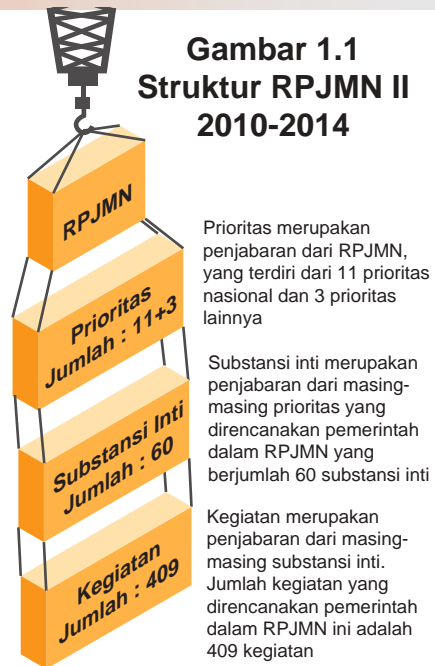 Gambar 1.1
Struktur RPJMN II
2010-2014
RPJMN
Prioritas
Jumlah : 11+3
Prioritas merupakan
penjabaran dari RPJMN,
yang terdiri dari 11 prioritas
nasional dan 3 prioritas
lainnya
Substansi Inti
Jumlah : 60
Substansi inti merupakan
penjabaran dari masing-
masing prioritas yang
direncanakan pemerintah
dalam RPJMN yang
berjumlah 60 substansi inti
Kegiatan
Jumlah : 409
Kegiatan merupakan
penjabaran dari masing-
masing substansi inti.
Jumlah kegiatan yang
direncanakan pemerintah
dalam RPJMN ini adalah
409 kegiatan